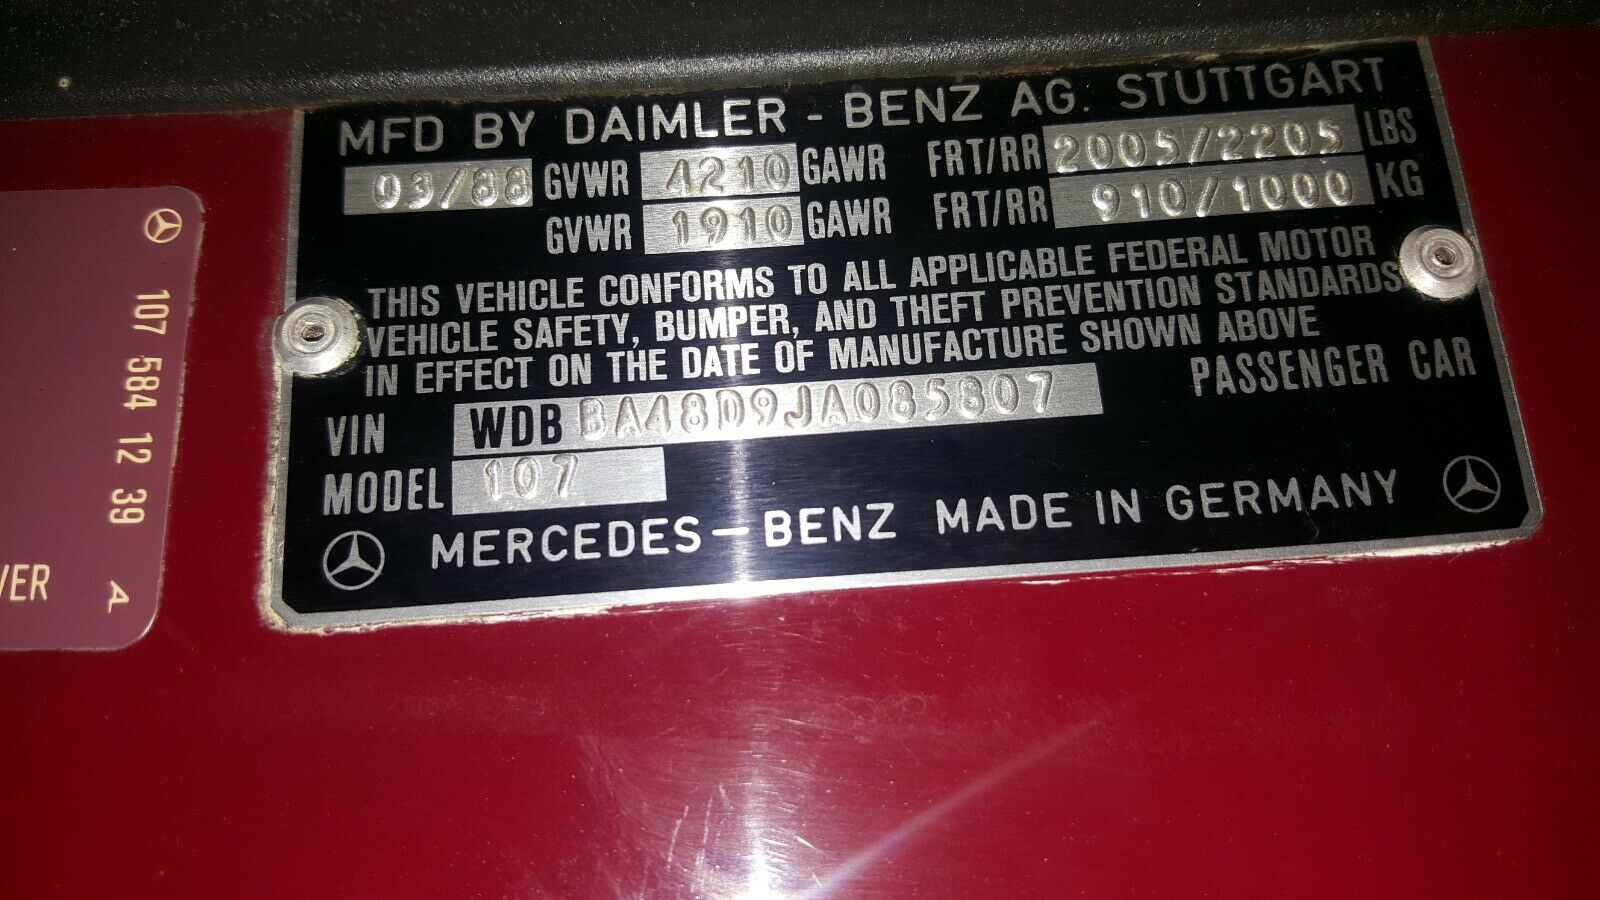 MFD BY DAIMLER - BENZ AG. STUTTGART
03/88 GVWR 4210 GAWR FRT/RR 2005/2205 LBS
GVWR 1910 GAWR FRT/RR 910/1000 KG
THIS VEHICLE CONFORMS TO ALL APPLICABLE FEDERAL MOTOR
VEHICLE SAFETY, BUMPER, AND THEFT PREVENTION STANDARDS
IN EFFECT ON THE DATE OF MANUFACTURE SHOWN ABOVE
VIN WDB BA48D9JA085807 PASSENGER CAR
MODEL 107
MERCEDES-BENZ MADE IN GERMANY
107 584 12 39
A